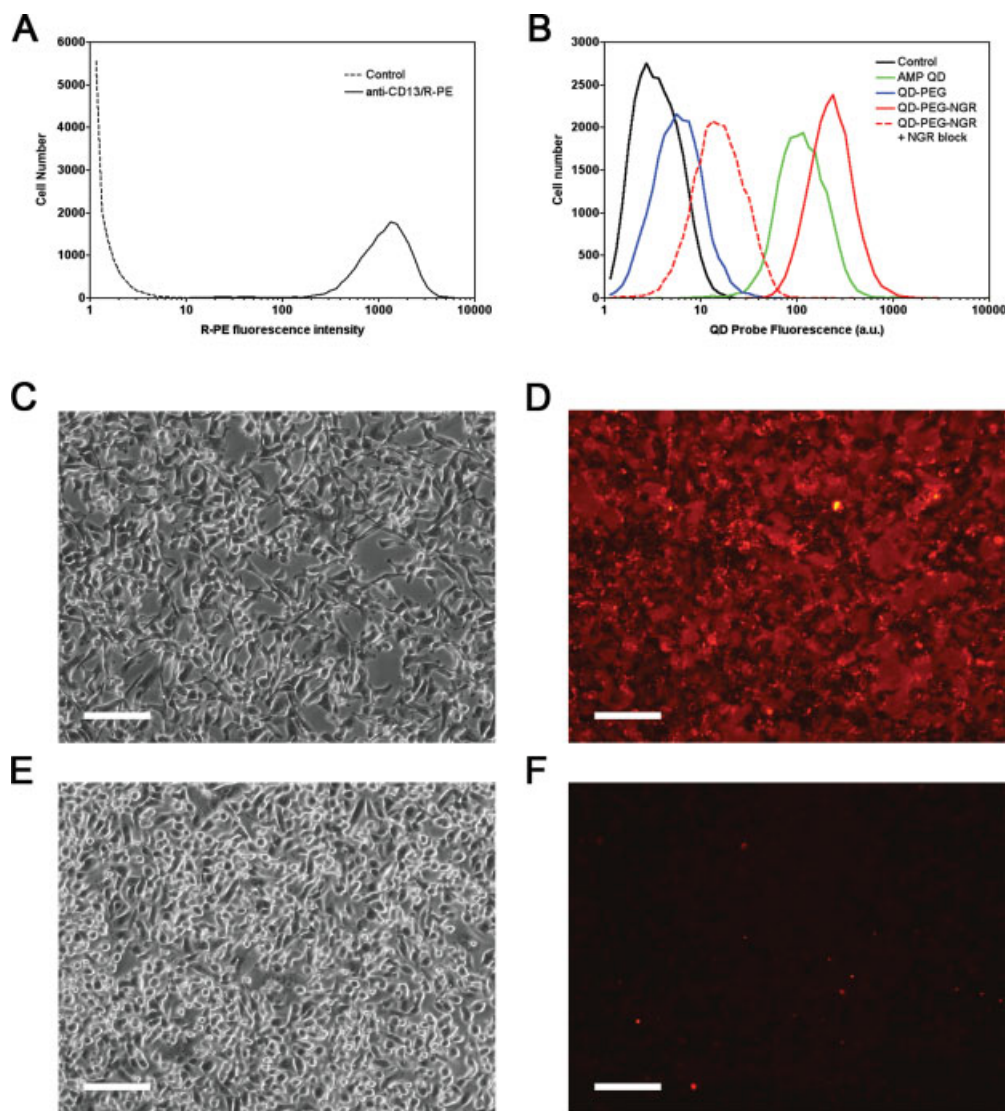 A
6000
5000
4000
3000
2000
1000
0
Cell Number
1 10 100 1000 10000
R-PE fluorescence intensity
Control
anti-CD13/R-PE
B
3000
2500
2000
1500
1000
500
0
Cell number
1 10 100 1000 10000
QD Probe Fluorescence (a.u.)
Control
AMP QD
QD-PEG
QD-PEG-NGR
QD-PEG-NGR
+ NGR block
C
D
E
F